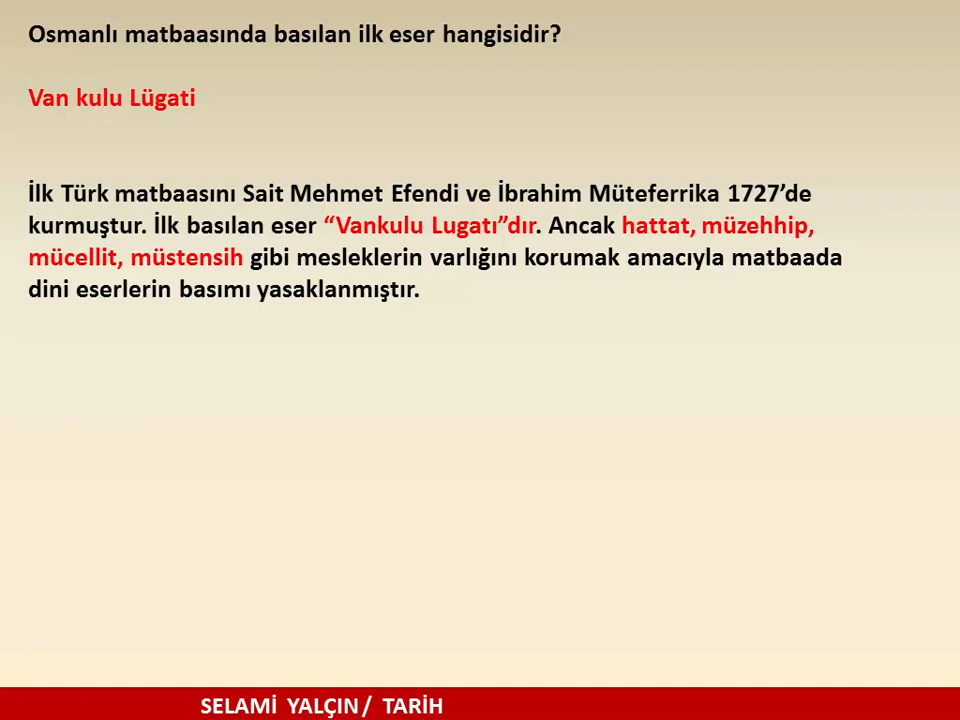 Osmanlı matbaasında basılan ilk eser hangisidir?
Van kulu Lügati
İlk Türk matbaasını Sait Mehmet Efendi ve İbrahim Müteferrika 1727’de
kurmuştur. İlk basılan eser “Vankulu Lugatı”dır. Ancak hattat, müzehhip,
mücellit, müstensih gibi mesleklerin varlığını korumak amacıyla matbaada
dini eserlerin basımı yasaklanmıştır.
SELAMİ YALÇIN / TARİH